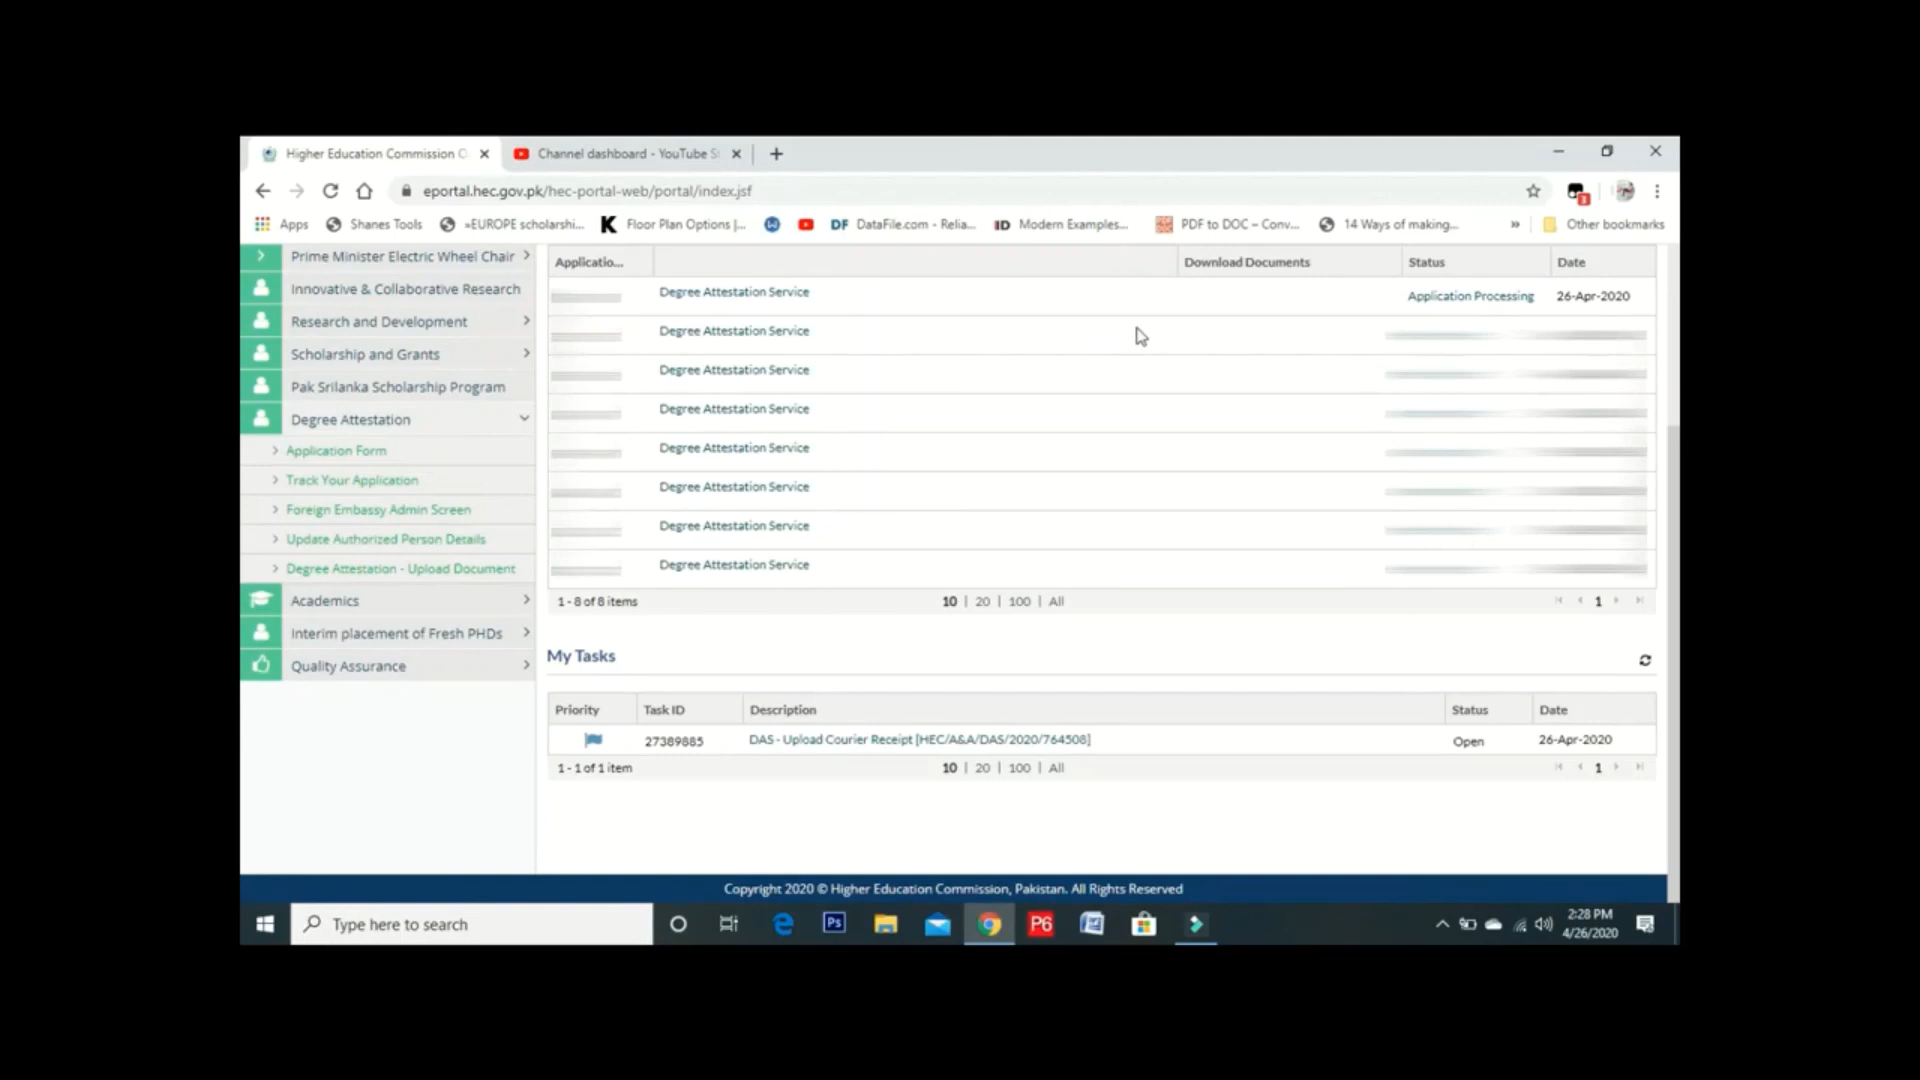 Higher Education Commission O
Channel dashboard - YouTube S
eportal.hec.gov.pk/hec-portal-web/portal/index.jsf
Apps
Shanes Tools
»EUROPE scholarshi...
K
Floor Plan Options |...
DF
DataFile.com - Relia...
ID
Modern Examples...
PDF to DOC – Conv...
14 Ways of making...
»
Other bookmarks
Prime Minister Electric Wheel Chair
Innovative & Collaborative Research
Research and Development
Scholarship and Grants
Pak Srilanka Scholarship Program
Degree Attestation
Application Form
Track Your Application
Foreign Embassy Admin Screen
Update Authorized Person Details
Degree Attestation - Upload Document
Academics
Interim placement of Fresh PHDs
Quality Assurance
Applicatio... Download Documents Status Date
Degree Attestation Service Application Processing 26-Apr-2020
Degree Attestation Service
Degree Attestation Service
Degree Attestation Service
Degree Attestation Service
Degree Attestation Service
Degree Attestation Service
Degree Attestation Service
1 - 8 of 8 items 10 | 20 | 100 | All 1
My Tasks
Priority Task ID Description Status Date
27389885 DAS - Upload Courier Receipt [HEC/A&A/DAS/2020/764508] Open 26-Apr-2020
1 - 1 of 1 item 10 | 20 | 100 | All 1
Copyright 2020 © Higher Education Commission, Pakistan. All Rights Reserved
Type here to search
Ps
P6
2:28 PM
4/26/2020